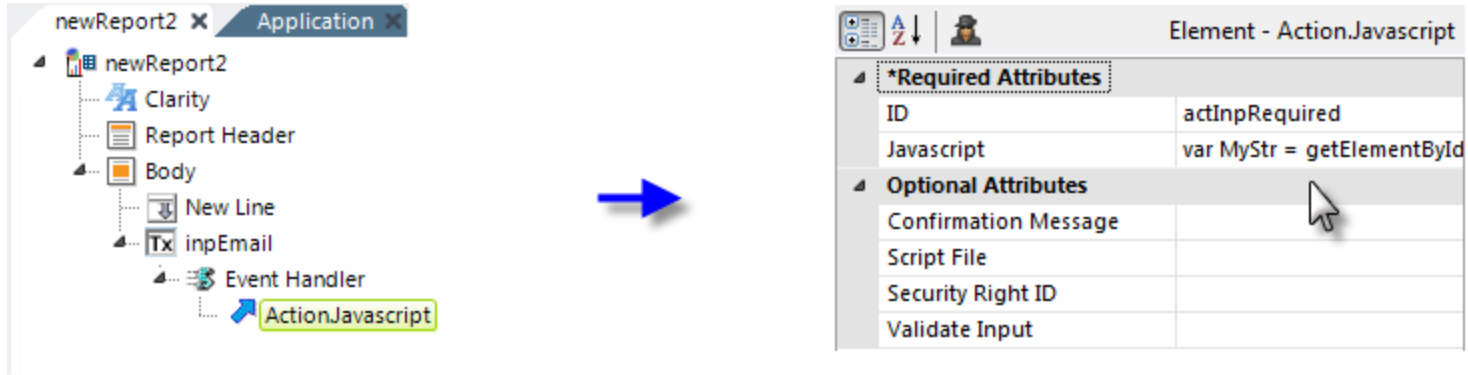 newReport2 Application
newReport2
Clarity
Report Header
Body
New Line
Tx inpEmail
Event Handler
ActionJavascript
A Z Element - Action.Javascript
*Required Attributes
ID actInpRequired
Javascript var MyStr = getElementById
Optional Attributes
Confirmation Message
Script File
Security Right ID
Validate Input